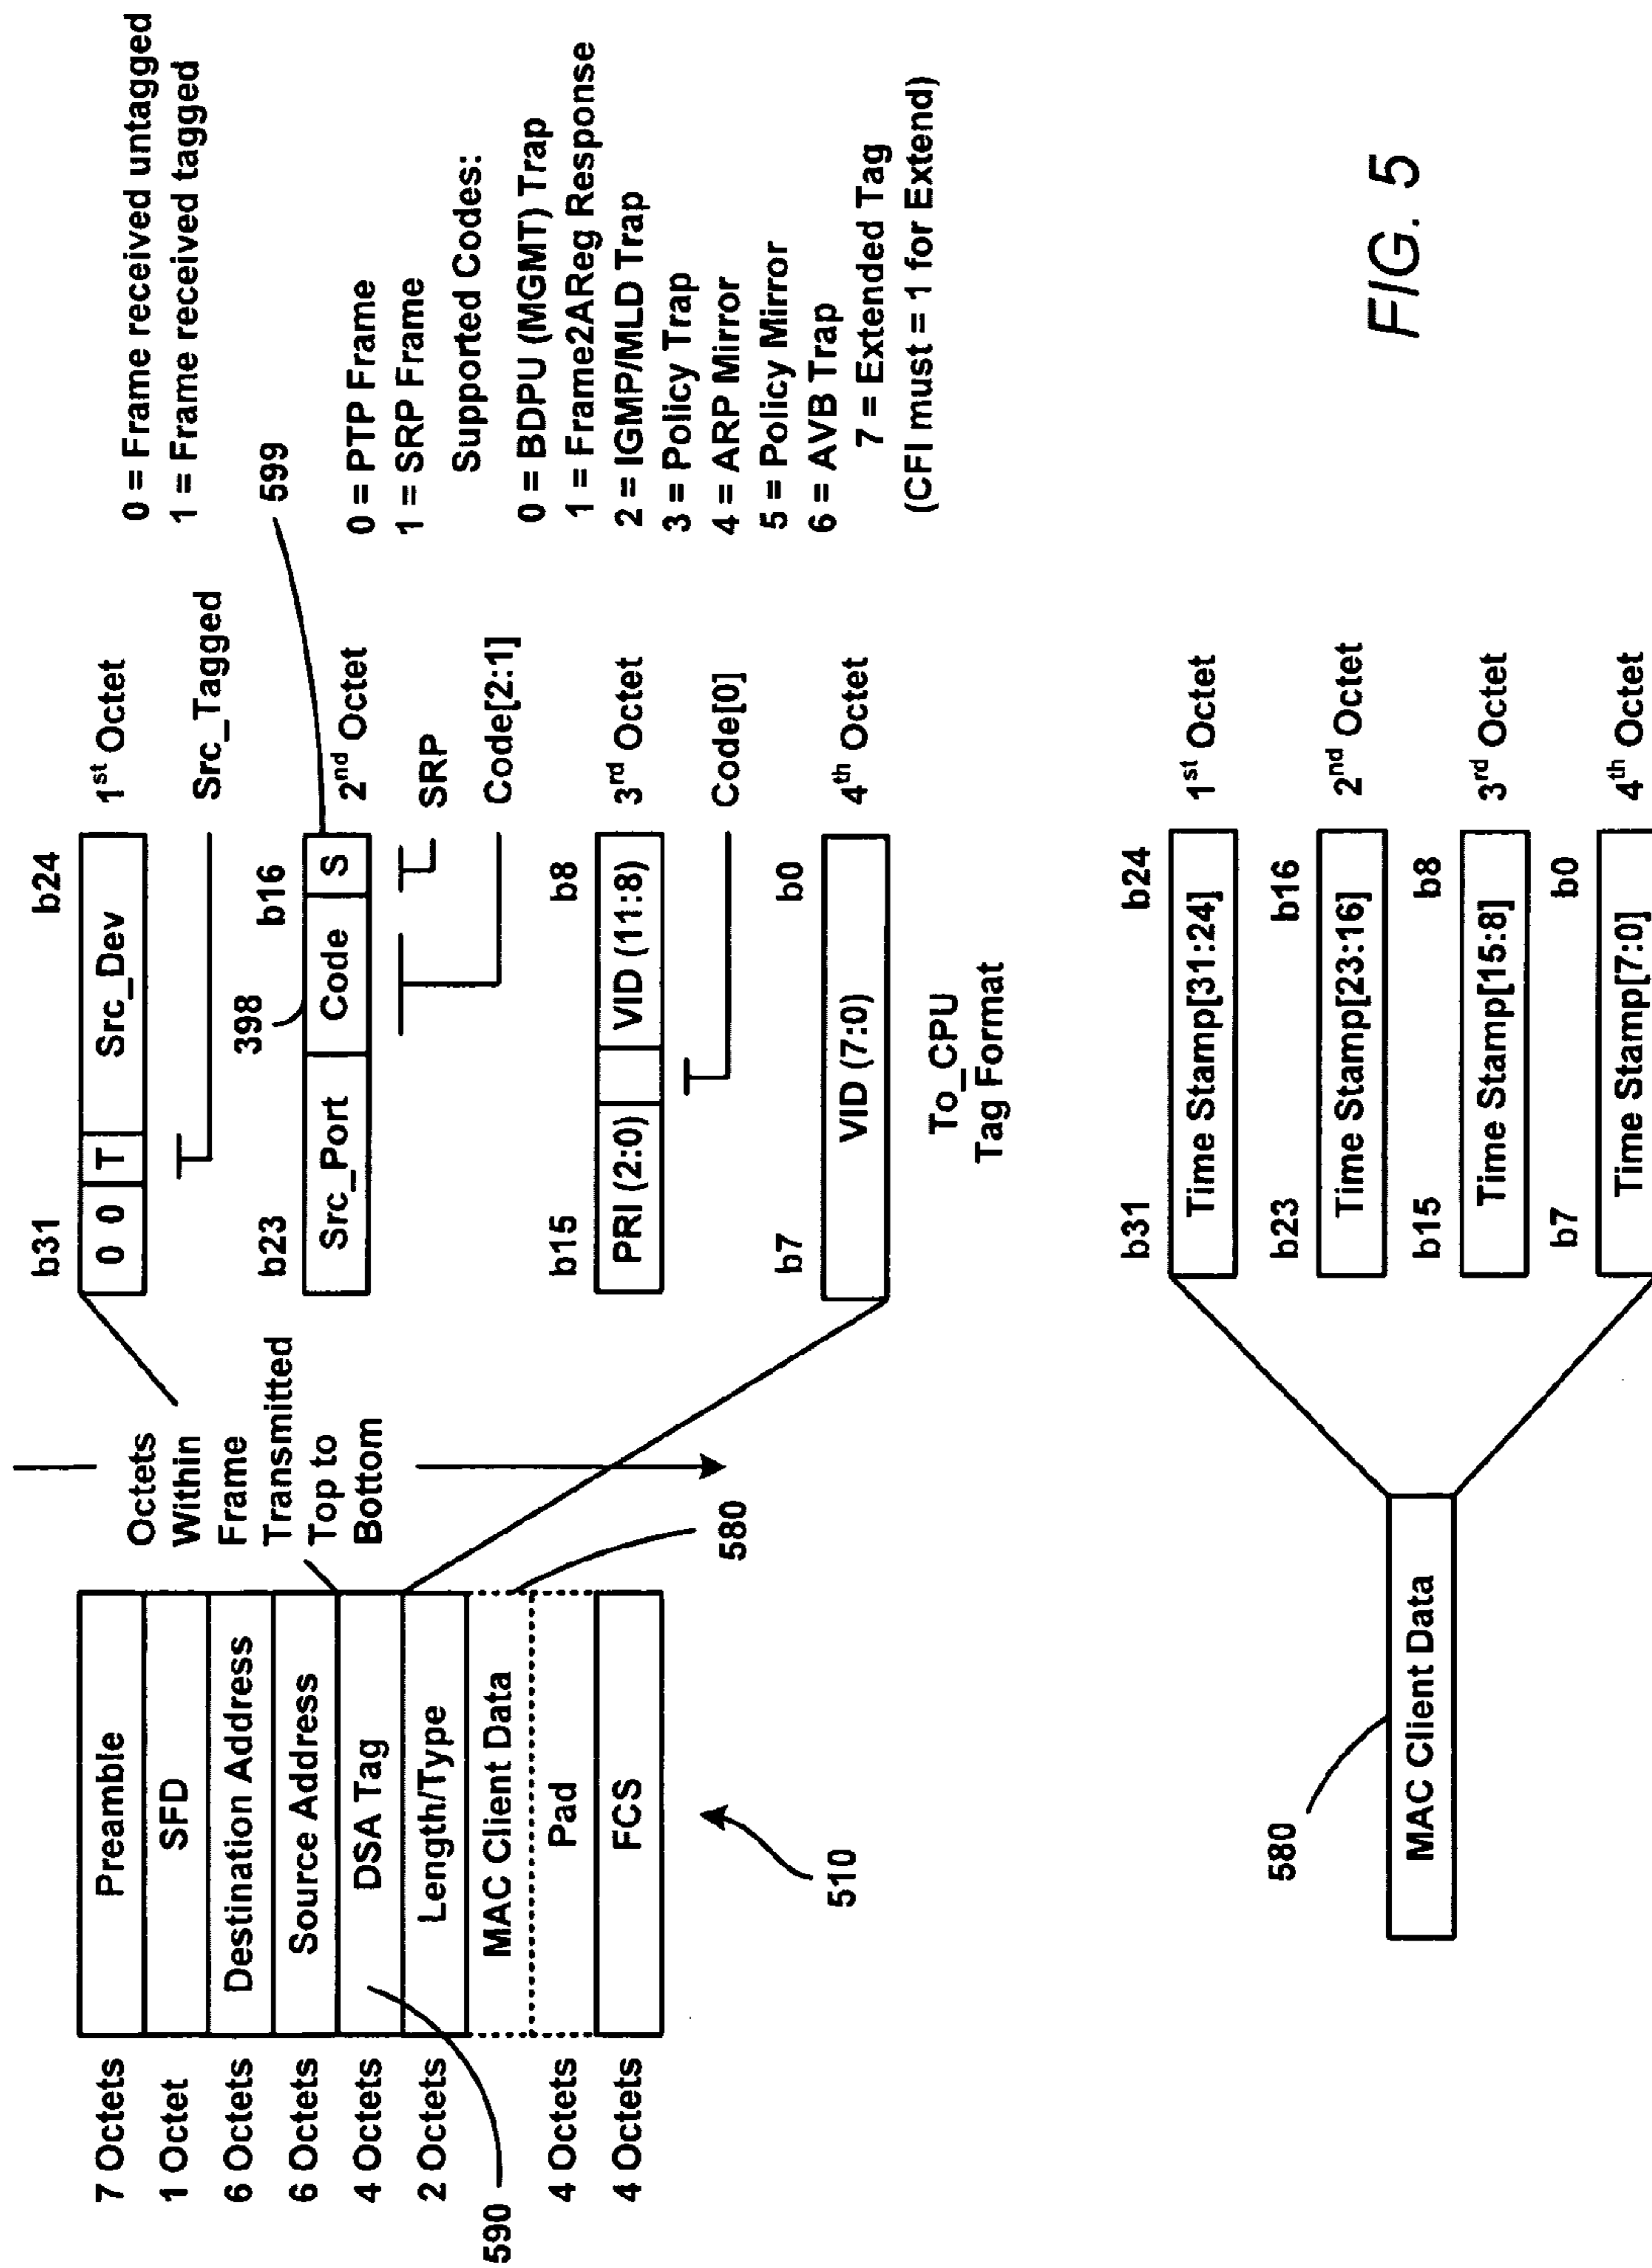 7 Octets
Preamble
1 Octet
SFD
6 Octets
Destination Address
6 Octets
Source Address
4 Octets
DSA Tag
2 Octets
Length/Type
MAC Client Data
4 Octets
Pad
4 Octets
FCS
590
510
580
Octets
Within
Frame
Transmitted
Top to
Bottom
b31
b24
0 0
T
Src_Dev
1st Octet
Src_Tagged
0 = Frame received untagged
1 = Frame received tagged
b23
398
b16
599
Src_Port
Code
S
2nd Octet
SRP
Code[2:1]
0 = PTP Frame
1 = SRP Frame
Supported Codes:
0 = BDPU (MGMT) Trap
1 = Frame2AReg Response
2 = IGMP/MLD Trap
3 = Policy Trap
4 = ARP Mirror
5 = Policy Mirror
6 = AVB Trap
7 = Extended Tag
(CFI must = 1 for Extend)
b15
b8
PRI (2:0)
VID (11:8)
3rd Octet
Code[0]
b7
b0
VID (7:0)
4th Octet
To_CPU
Tag Format
580
MAC Client Data
b31
b24
Time Stamp[31:24]
1st Octet
b23
b16
Time Stamp[23:16]
2nd Octet
b15
b8
Time Stamp[15:8]
3rd Octet
b7
b0
Time Stamp[7:0]
4th Octet
FIG. 5